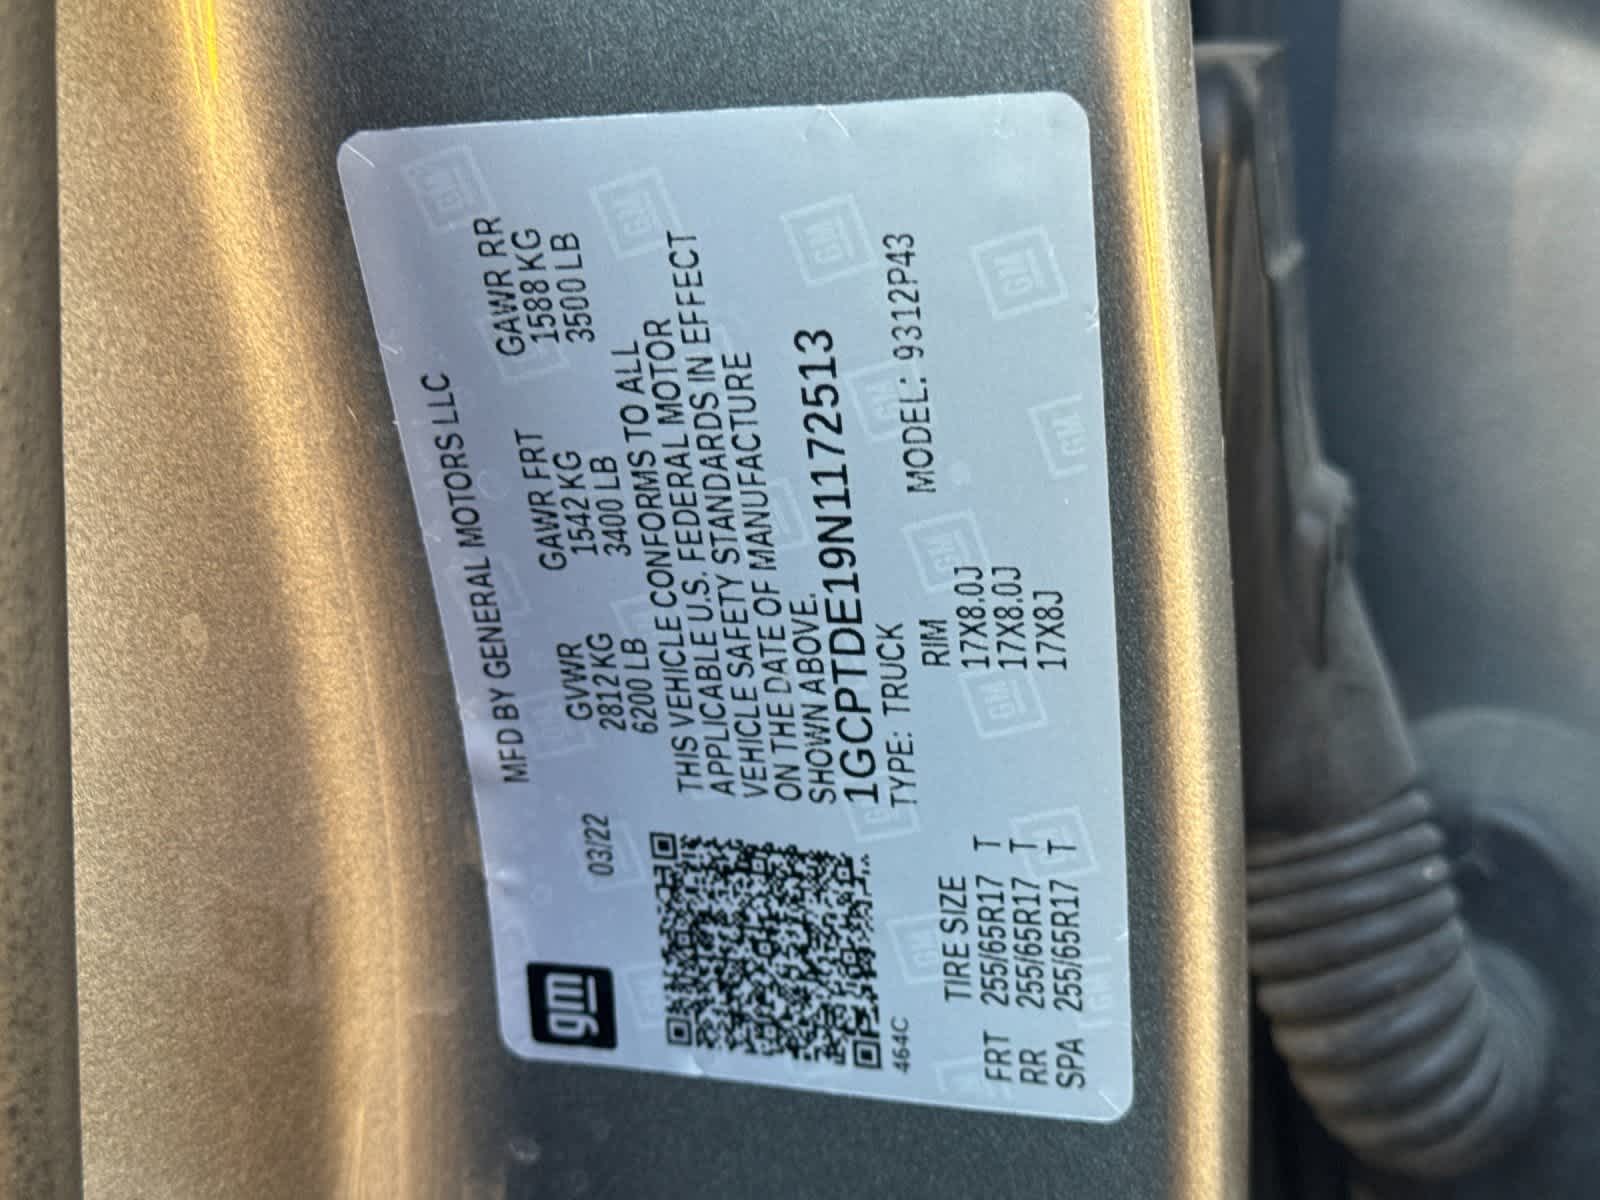 gm
03/22
MFD BY GENERAL MOTORS LLC
GVWR GAWR FRT GAWR RR
2812 KG 1542 KG 1588 KG
6200 LB 3400 LB 3500 LB
THIS VEHICLE CONFORMS TO ALL
APPLICABLE U.S. FEDERAL MOTOR
VEHICLE SAFETY STANDARDS IN EFFECT
ON THE DATE OF MANUFACTURE
SHOWN ABOVE.
1GCPTDE19N1172513
464C
TYPE: TRUCK MODEL: 9312P43
TIRE SIZE RIM
FRT 255/65R17 T 17X8.0J
RR 255/65R17 T 17X8.0J
SPA 255/65R17 T 17X8J